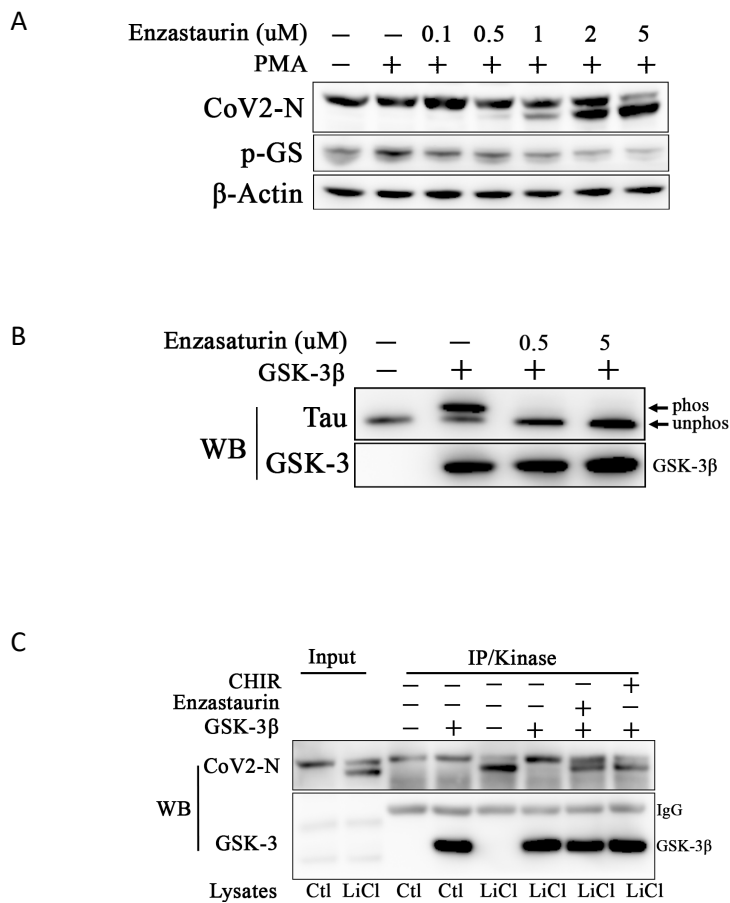 A
Enzastaurin (uM) − − 0.1 0.5 1 2 5
PMA − + + + + + +
CoV2-N
p-GS
β-Actin
B
Enzasaturin (uM) − − 0.5 5
GSK-3β − + + +
Tau
phos
unphos
WB
GSK-3
GSK-3β
C
Input IP/Kinase
CHIR − − − − − +
Enzastaurin − − − − + −
GSK-3β − + − + + +
CoV2-N
WB
IgG
GSK-3
GSK-3β
Lysates Ctl LiCl Ctl Ctl LiCl LiCl LiCl LiCl